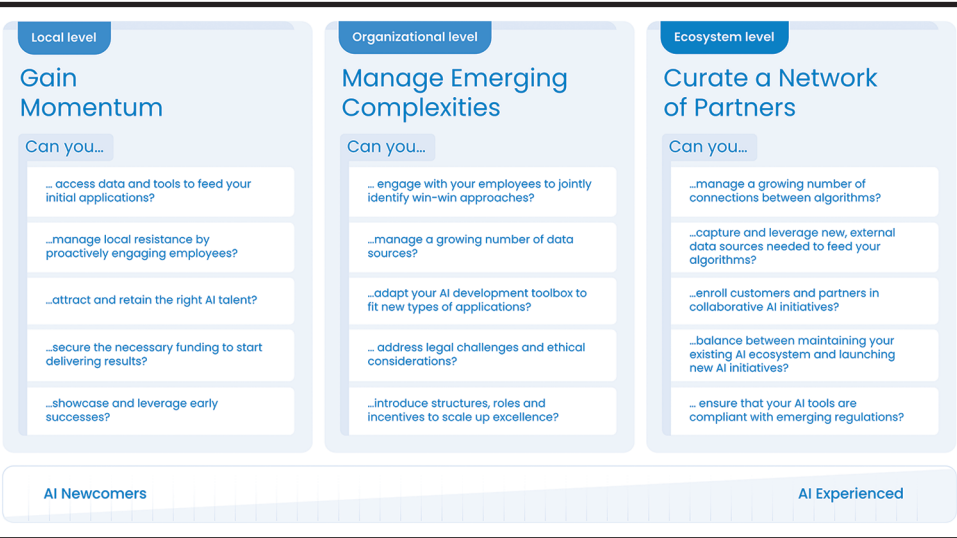 Local level
Gain
Momentum
Can you...
... access data and tools to feed your
initial applications?
...manage local resistance by
proactively engaging employees?
...attract and retain the right AI talent?
...secure the necessary funding to start
delivering results?
...showcase and leverage early
successes?
Organizational level
Manage Emerging
Complexities
Can you...
... engage with your employees to jointly
identify win-win approaches?
...manage a growing number of data
sources?
...adapt your AI development toolbox to
fit new types of applications?
... address legal challenges and ethical
considerations?
...introduce structures, roles and
incentives to scale up excellence?
Ecosystem level
Curate a Network
of Partners
Can you...
...manage a growing number of
connections between algorithms?
...capture and leverage new, external
data sources needed to feed your
algorithms?
...enroll customers and partners in
collaborative AI initiatives?
...balance between maintaining your
existing AI ecosystem and launching
new AI initiatives?
... ensure that your AI tools are
compliant with emerging regulations?
AI Newcomers
AI Experienced